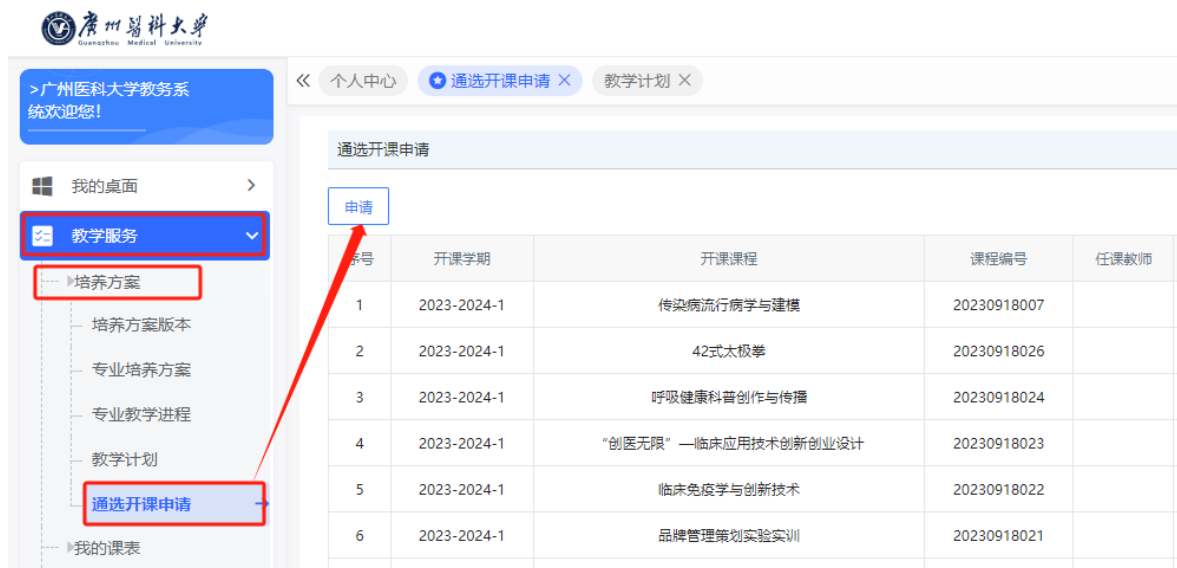 广州医科大学
Guangzhou Medical University
>广州医科大学教务系
统欢迎您!
个人中心 通选开课申请 教学计划
我的桌面
教学服务
培养方案
培养方案版本
专业培养方案
专业教学进程
教学计划
通选开课申请
我的课表
通选开课申请
申请
序号 开课学期 开课课程 课程编号 任课教师
1 2023-2024-1 传染病流行病学与建模 20230918007
2 2023-2024-1 42式太极拳 20230918026
3 2023-2024-1 呼吸健康科普创作与传播 20230918024
4 2023-2024-1 “创医无限”—临床应用技术创新创业设计 20230918023
5 2023-2024-1 临床免疫学与创新技术 20230918022
6 2023-2024-1 品牌管理策划实验实训 20230918021